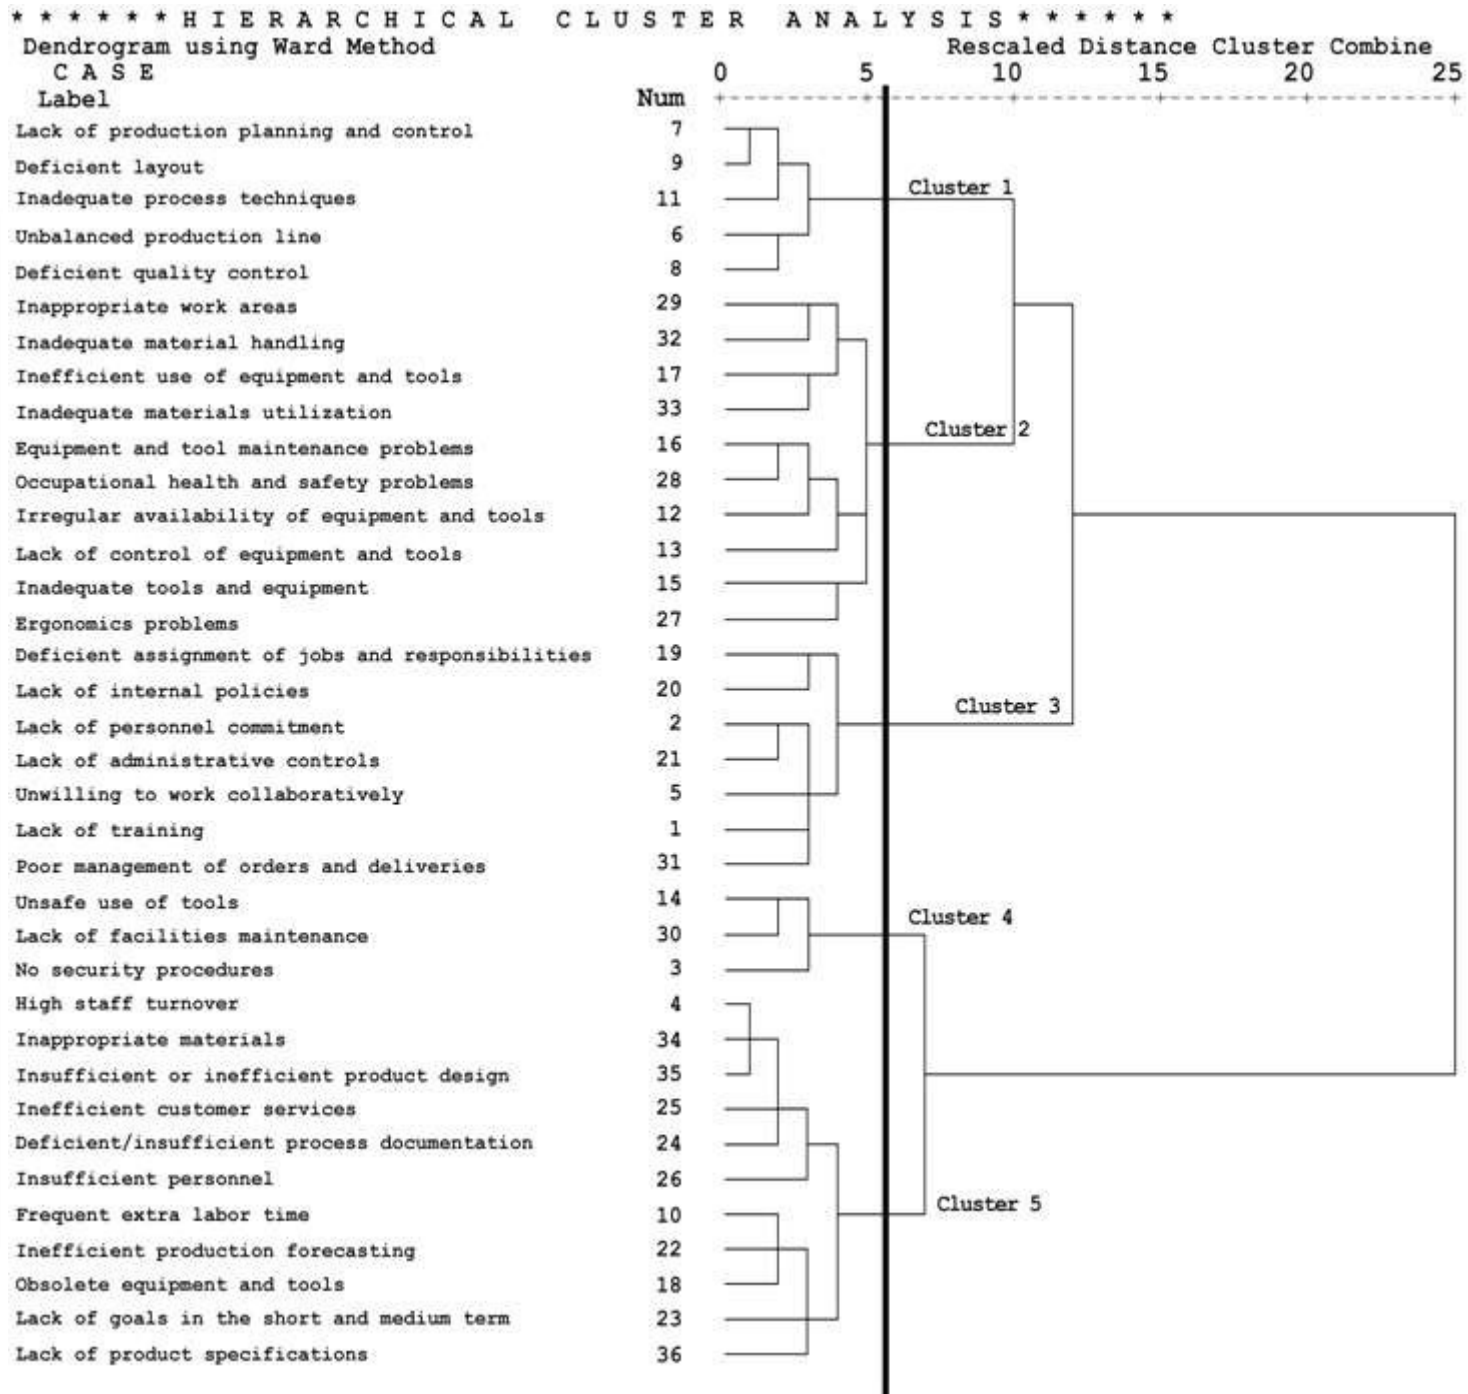 * * * * * * H I E R A R C H I C A L   C L U S T E R   A N A L Y S I S * * * * * *
Dendrogram using Ward Method   Rescaled Distance Cluster Combine
C A S E   0   5   10   15   20   25
Label   Num
Lack of production planning and control   7
Deficient layout   9
Cluster 1
Inadequate process techniques   11
Unbalanced production line   6
Deficient quality control   8
Inappropriate work areas   29
Inadequate material handling   32
Inefficient use of equipment and tools   17
Inadequate materials utilization   33
Cluster 2
Equipment and tool maintenance problems   16
Occupational health and safety problems   28
Irregular availability of equipment and tools   12
Lack of control of equipment and tools   13
Inadequate tools and equipment   15
Ergonomics problems   27
Deficient assignment of jobs and responsibilities   19
Lack of internal policies   20
Cluster 3
Lack of personnel commitment   2
Lack of administrative controls   21
Unwilling to work collaboratively   5
Lack of training   1
Poor management of orders and deliveries   31
Unsafe use of tools   14
Cluster 4
Lack of facilities maintenance   30
No security procedures   3
High staff turnover   4
Inappropriate materials   34
Insufficient or inefficient product design   35
Inefficient customer services   25
Deficient/insufficient process documentation   24
Insufficient personnel   26
Cluster 5
Frequent extra labor time   10
Inefficient production forecasting   22
Obsolete equipment and tools   18
Lack of goals in the short and medium term   23
Lack of product specifications   36